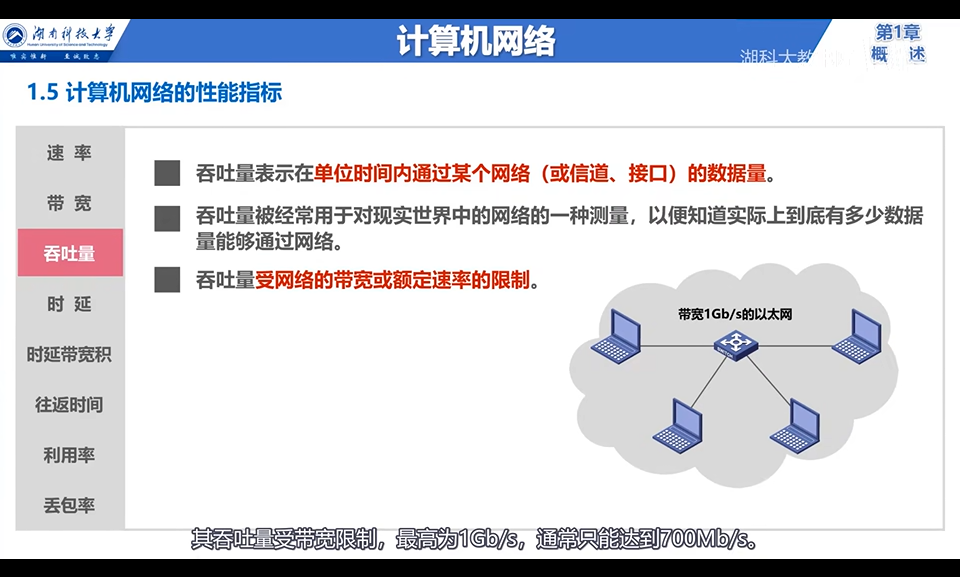 湖南科技大学
Hunan University of Science and Technology
唯实惟新 至诚致志
计算机网络
第1章
概 述
湖科大教
1.5 计算机网络的性能指标
速 率
带 宽
吞吐量
时 延
时延带宽积
往返时间
利用率
丢包率
吞吐量表示在单位时间内通过某个网络（或信道、接口）的数据量。
吞吐量被经常用于对现实世界中的网络的一种测量，以便知道实际上到底有多少数据
量能够通过网络。
吞吐量受网络的带宽或额定速率的限制。
带宽1Gb/s的以太网
其吞吐量受带宽限制，最高为1Gb/s，通常只能达到700Mb/s。